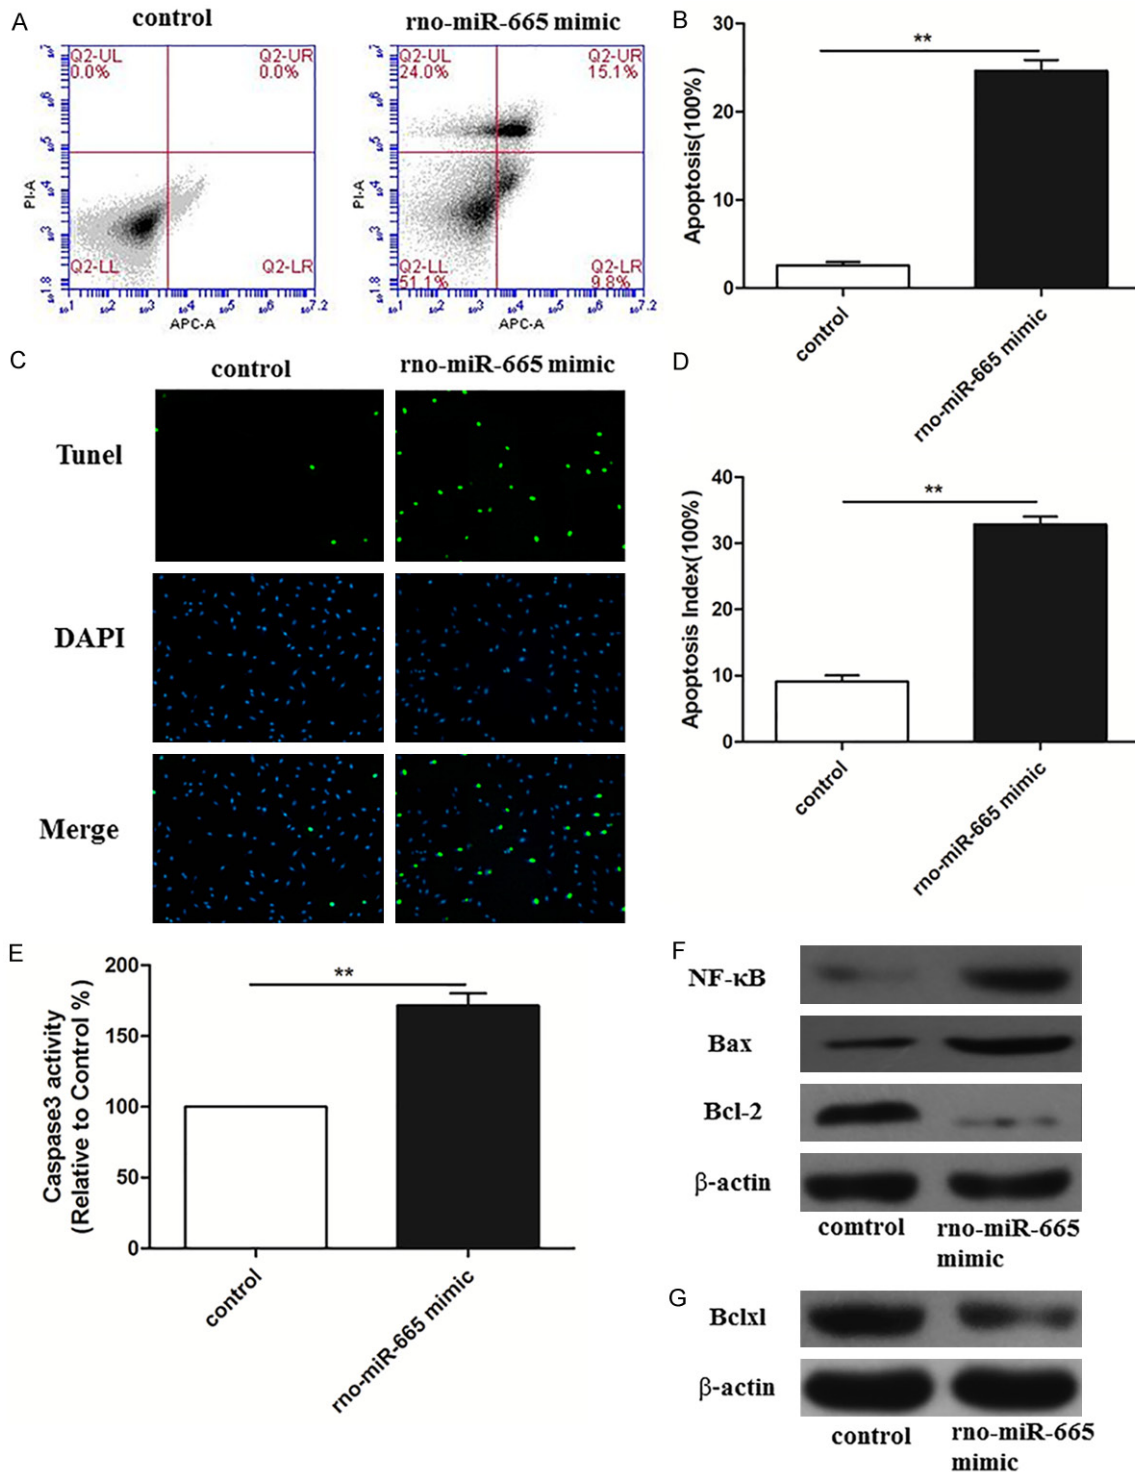 A
control
rno-miR-665 mimic
Q2-UL
0.0%
Q2-UR
0.0%
Q2-LL
Q2-LR
PI-A
APC-A
Q2-UL
24.0%
Q2-UR
15.1%
Q2-LL
51.1%
Q2-LR
9.8%
PI-A
APC-A
B
Apoptosis(100%)
30
20
10
0
**
control
rno-miR-665 mimic
C
control
rno-miR-665 mimic
Tunel
DAPI
Merge
D
Apoptosis Index(100%)
40
30
20
10
0
**
control
rno-miR-665 mimic
E
Caspase3 activity
(Relative to Control %)
200
150
100
50
0
**
control
rno-miR-665 mimic
F
NF-κB
Bax
Bcl-2
β-actin
comtrol
rno-miR-665
mimic
G
Bclxl
β-actin
control
rno-miR-665
mimic